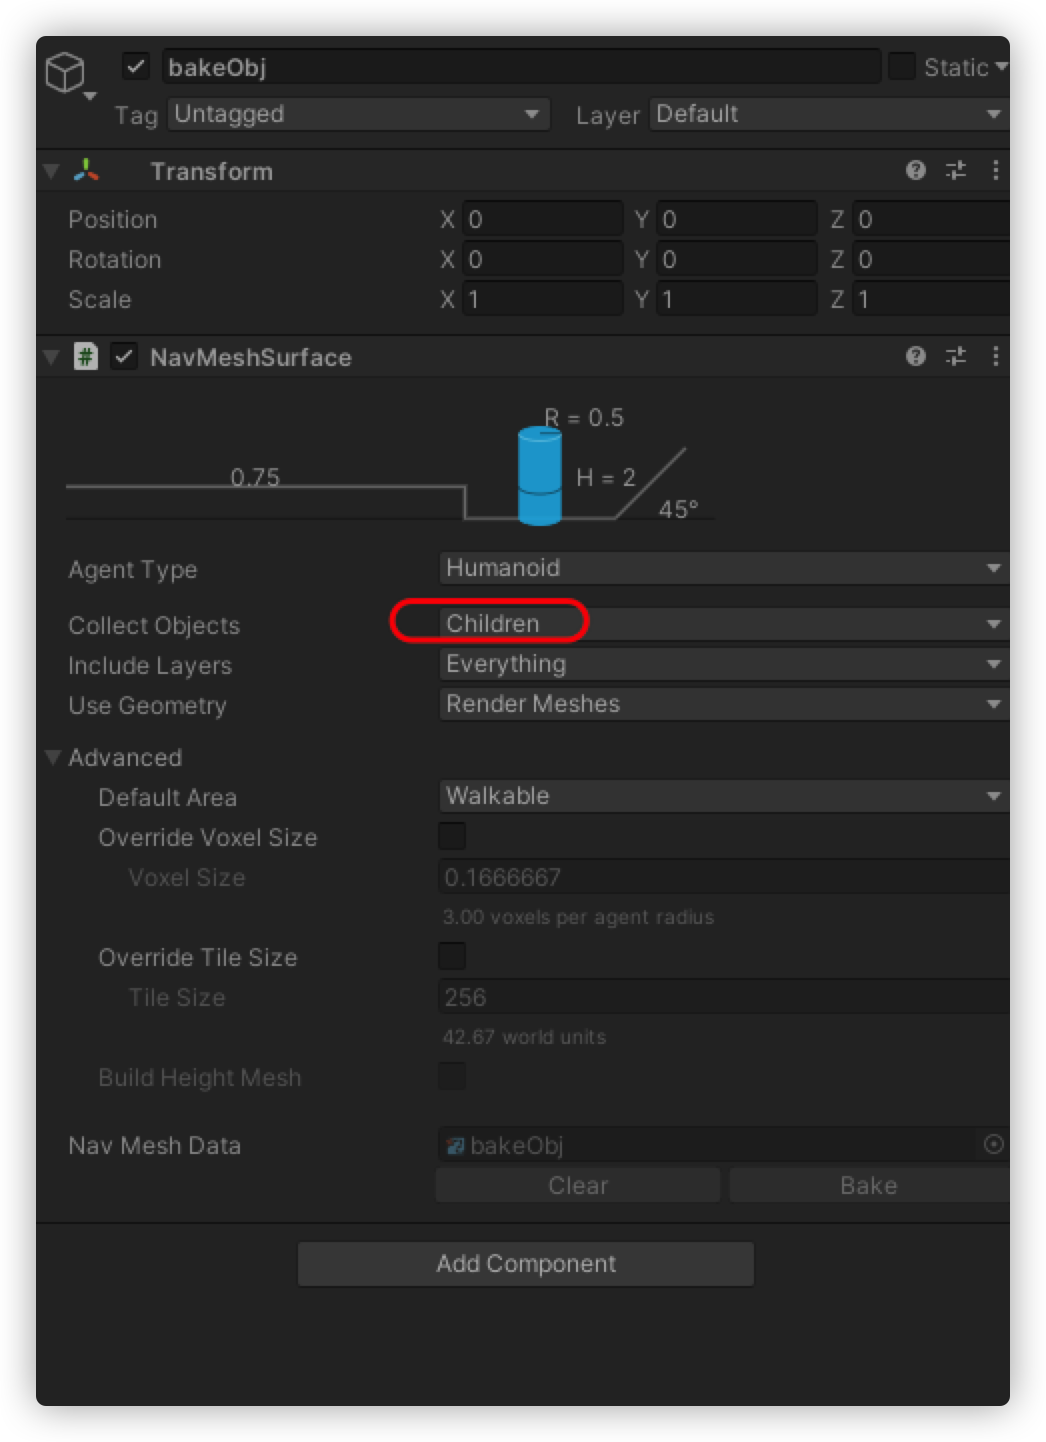 bakeObj Static
Tag Untagged Layer Default
Transform
Position X 0 Y 0 Z 0
Rotation X 0 Y 0 Z 0
Scale X 1 Y 1 Z 1
# NavMeshSurface
R = 0.5
0.75 H = 2
45°
Agent Type Humanoid
Collect Objects Children
Include Layers Everything
Use Geometry Render Meshes
Advanced
Default Area Walkable
Override Voxel Size
Voxel Size 0.1666667
3.00 voxels per agent radius
Override Tile Size
Tile Size 256
42.67 world units
Build Height Mesh
Nav Mesh Data bakeObj
Clear Bake
Add Component